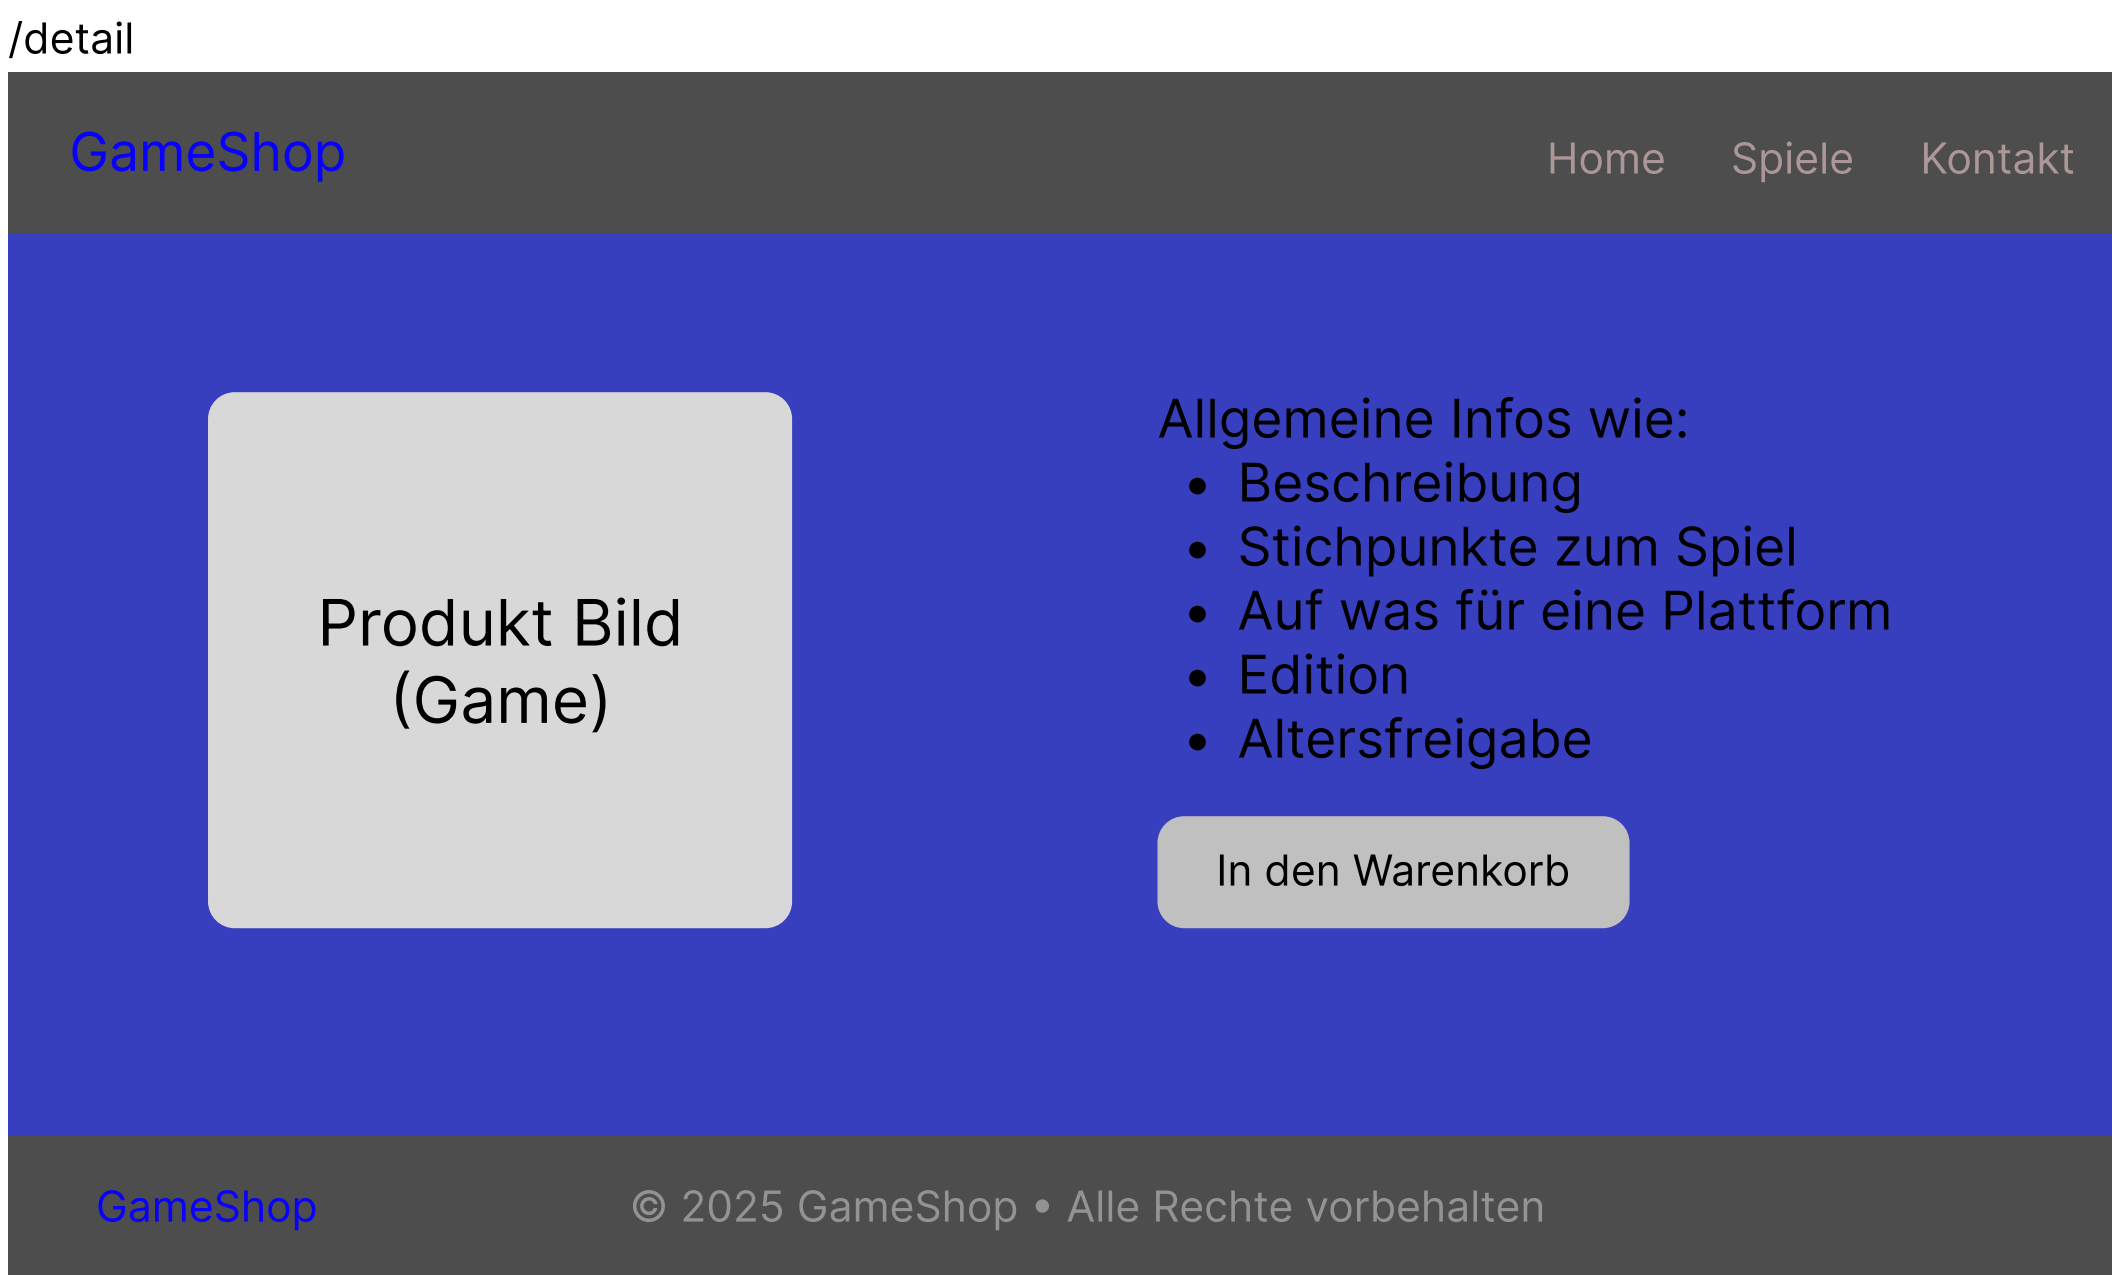 /detail
GameShop
Home Spiele Kontakt
Produkt Bild
(Game)
Allgemeine Infos wie:
• Beschreibung
• Stichpunkte zum Spiel
• Auf was für eine Plattform
• Edition
• Altersfreigabe
In den Warenkorb
GameShop
© 2025 GameShop • Alle Rechte vorbehalten